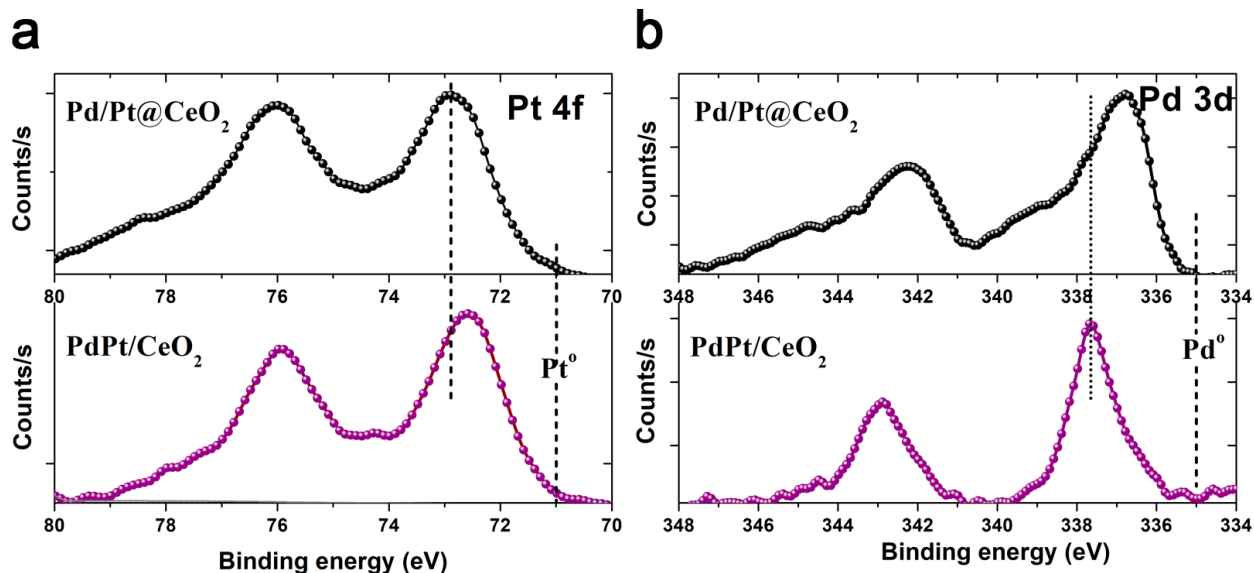 a
Pd/Pt@CeO₂
Pt 4f
Counts/s
80 78 76 74 72 70
PdPt/CeO₂
Pt⁰
Counts/s
80 78 76 74 72 70
Binding energy (eV)
b
Pd/Pt@CeO₂
Pd 3d
Counts/s
348 346 344 342 340 338 336 334
PdPt/CeO₂
Pd⁰
Counts/s
348 346 344 342 340 338 336 334
Binding energy (eV)